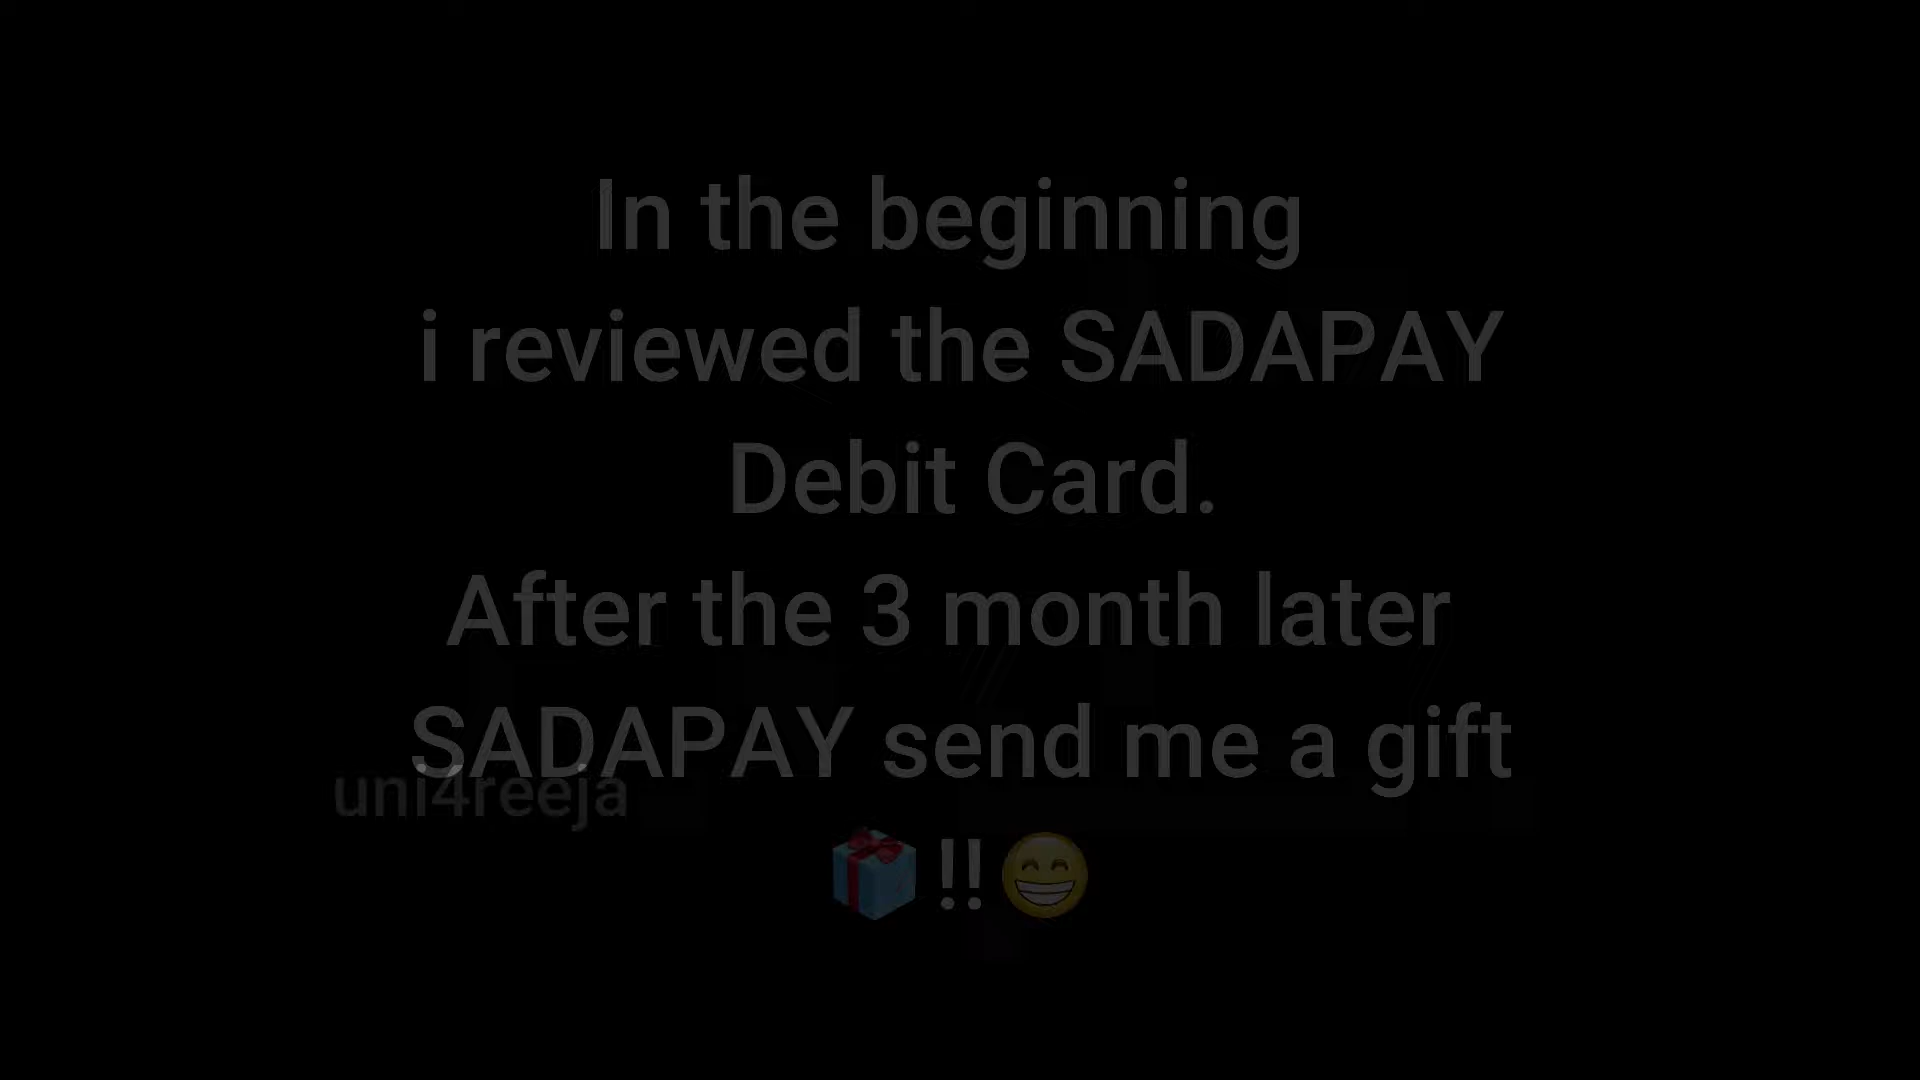 In the beginning
i reviewed the SADAPAY
Debit Card.
After the 3 month later
SADAPAY send me a gift
uni4reeja
🎁!!😁